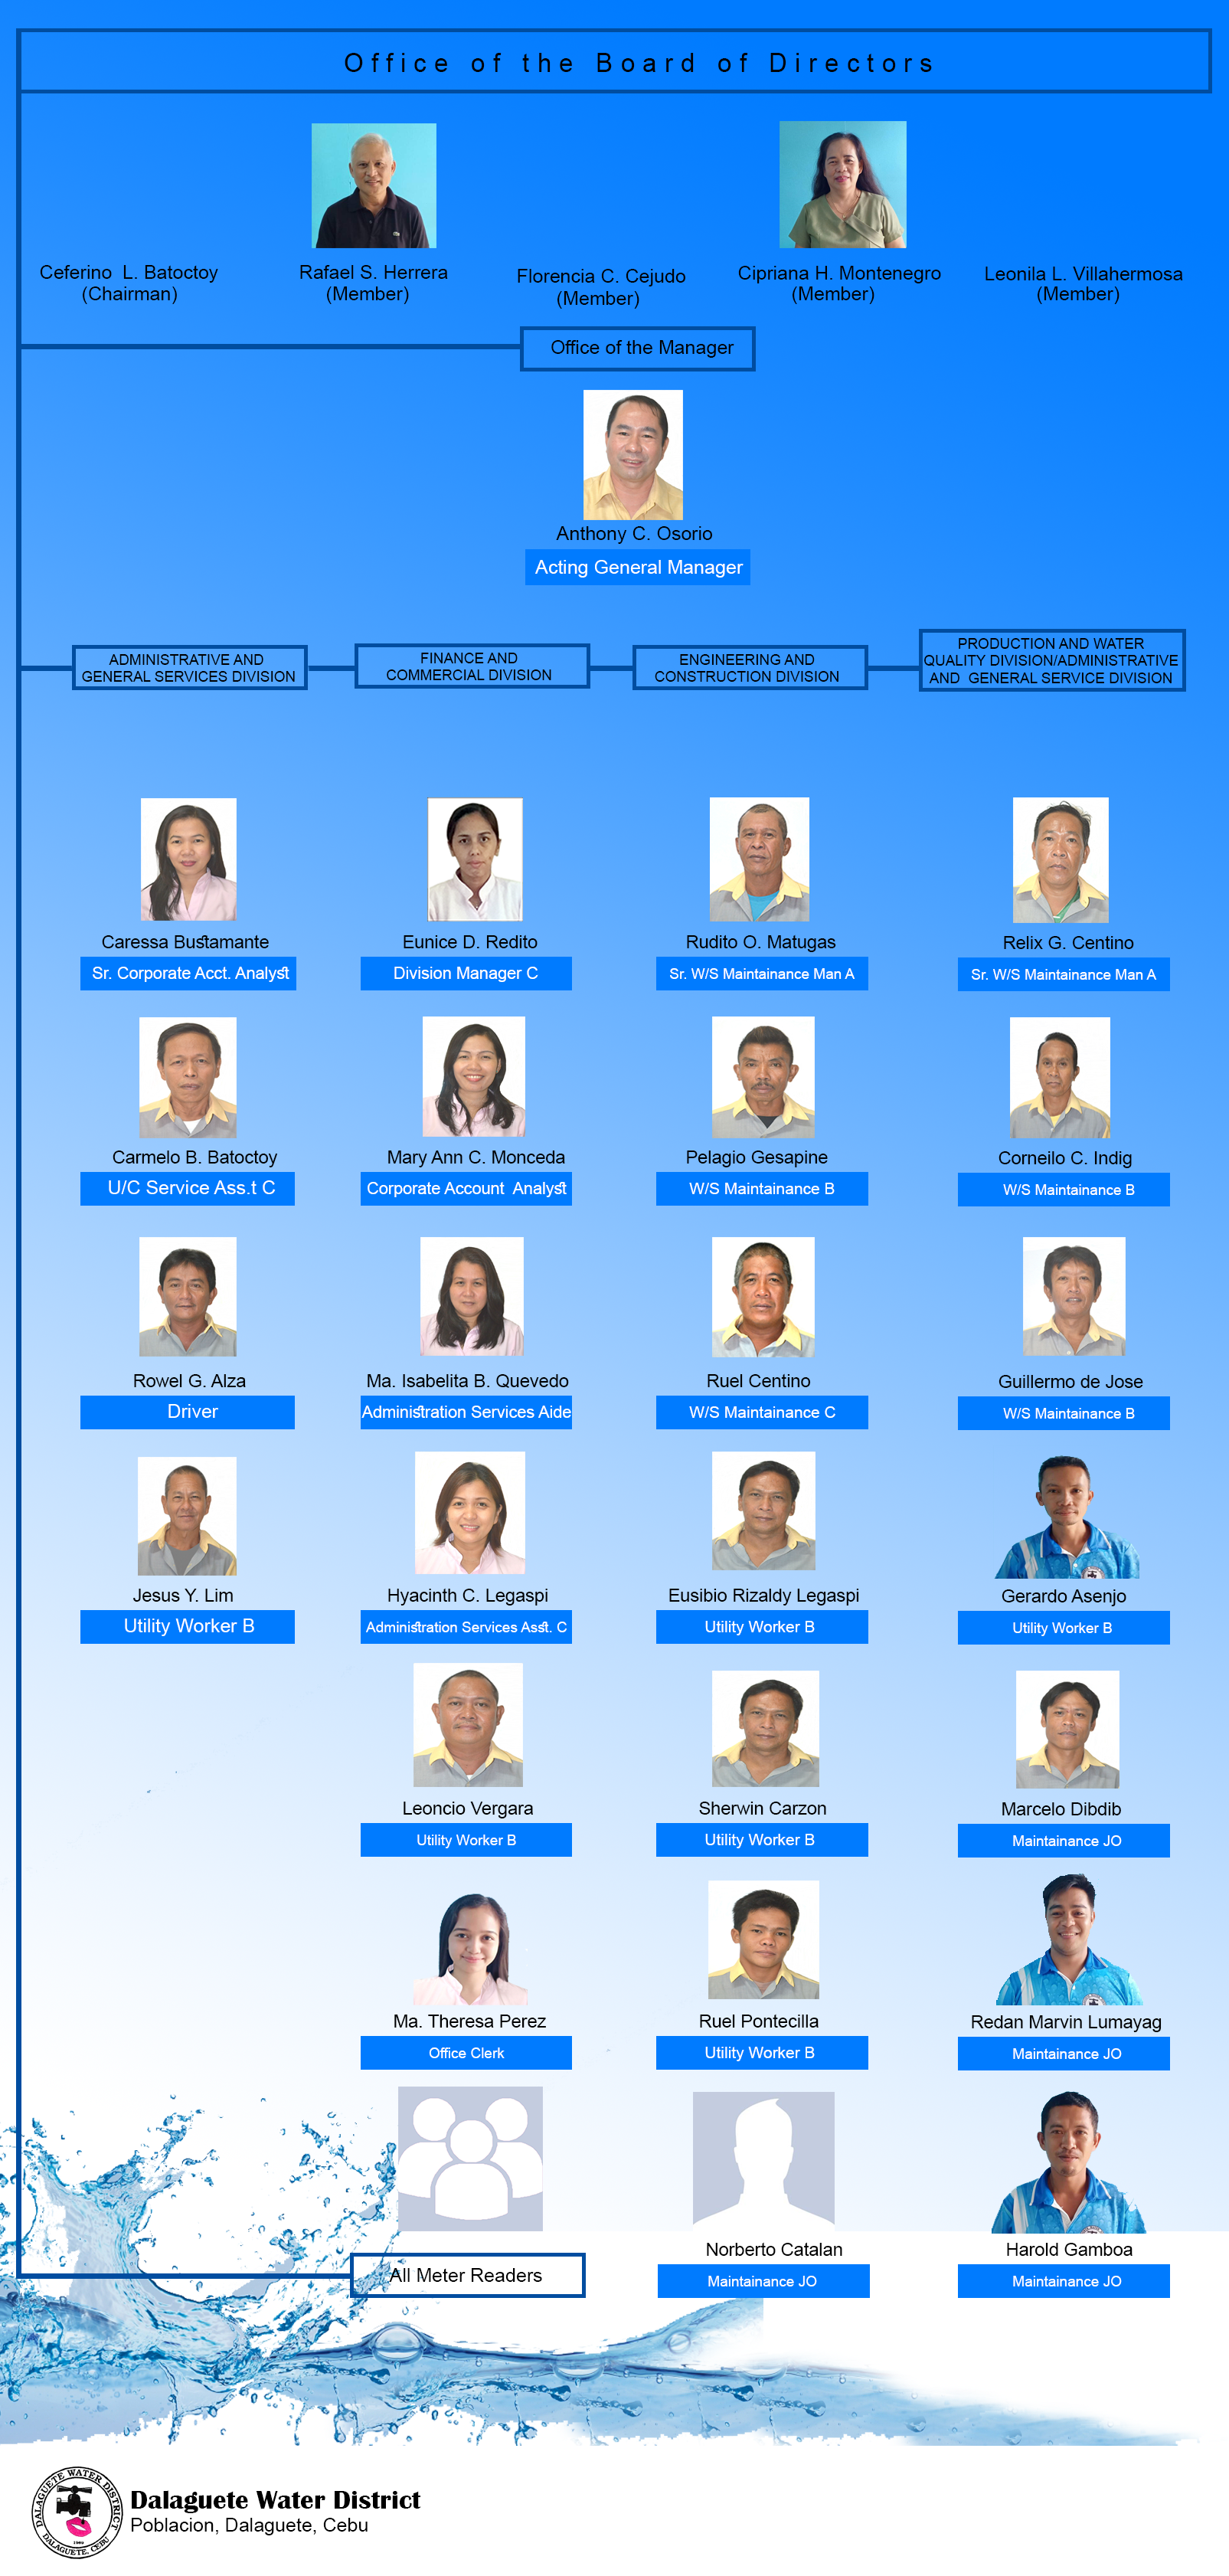 Office of the Board of Directors
Ceferino L. Batoctoy
(Chairman)
Rafael S. Herrera
(Member)
Florencia C. Cejudo
(Member)
Cipriana H. Montenegro
(Member)
Leonila L. Villahermosa
(Member)
Office of the Manager
Anthony C. Osorio
Acting General Manager
ADMINISTRATIVE AND
GENERAL SERVICES DIVISION
FINANCE AND
COMMERCIAL DIVISION
ENGINEERING AND
CONSTRUCTION DIVISION
PRODUCTION AND WATER
QUALITY DIVISION/ADMINISTRATIVE
AND GENERAL SERVICE DIVISION
Caressa Bustamante
Sr. Corporate Acct. Analyst
Eunice D. Redito
Division Manager C
Rudito O. Matugas
Sr. W/S Maintainance Man A
Relix G. Centino
Sr. W/S Maintainance Man A
Carmelo B. Batoctoy
U/C Service Ass.t C
Mary Ann C. Monceda
Corporate Account Analyst
Pelagio Gesapine
W/S Maintainance B
Corneilo C. Indig
W/S Maintainance B
Rowel G. Alza
Driver
Ma. Isabelita B. Quevedo
Administration Services Aide
Ruel Centino
W/S Maintainance C
Guillermo de Jose
W/S Maintainance B
Jesus Y. Lim
Utility Worker B
Hyacinth C. Legaspi
Administration Services Asst. C
Eusibio Rizaldy Legaspi
Utility Worker B
Gerardo Asenjo
Utility Worker B
Leoncio Vergara
Utility Worker B
Sherwin Carzon
Utility Worker B
Marcelo Dibdib
Maintainance JO
Ma. Theresa Perez
Office Clerk
Ruel Pontecilla
Utility Worker B
Redan Marvin Lumayag
Maintainance JO
All Meter Readers
Norberto Catalan
Maintainance JO
Harold Gamboa
Maintainance JO
DALAGUETE WATER DISTRICT
DALAGUETE, CEBU
Dalaguete Water District
Poblacion, Dalaguete, Cebu